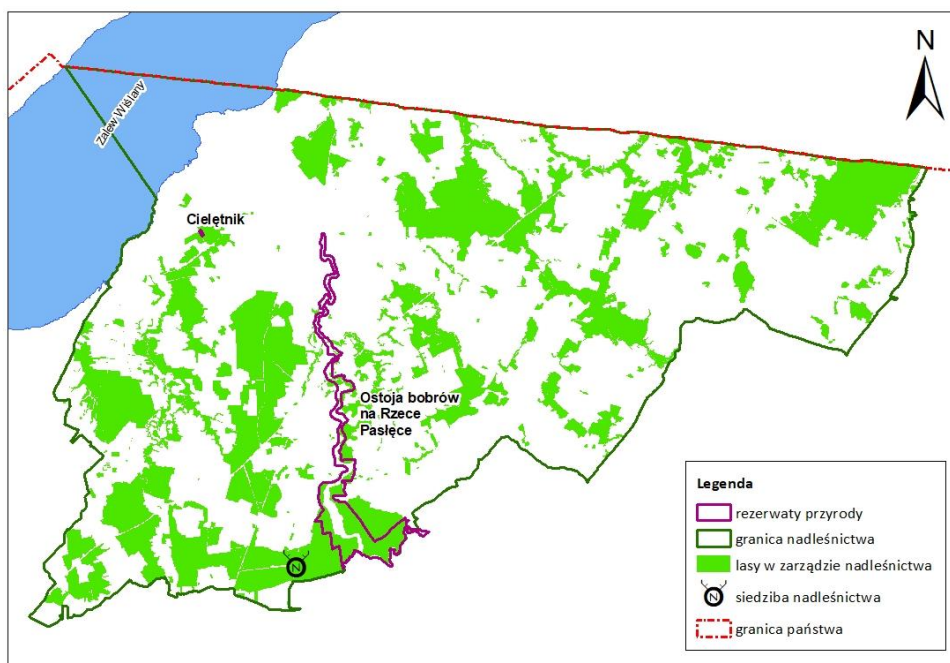 N
Zalew Wiślany
Cielętnik
Ostoja bobrów
na Rzece
Pasłęce
N
Legenda
rezerwaty przyrody
granica nadleśnictwa
lasy w zarządzie nadleśnictwa
N
siedziba nadleśnictwa
granica państwa